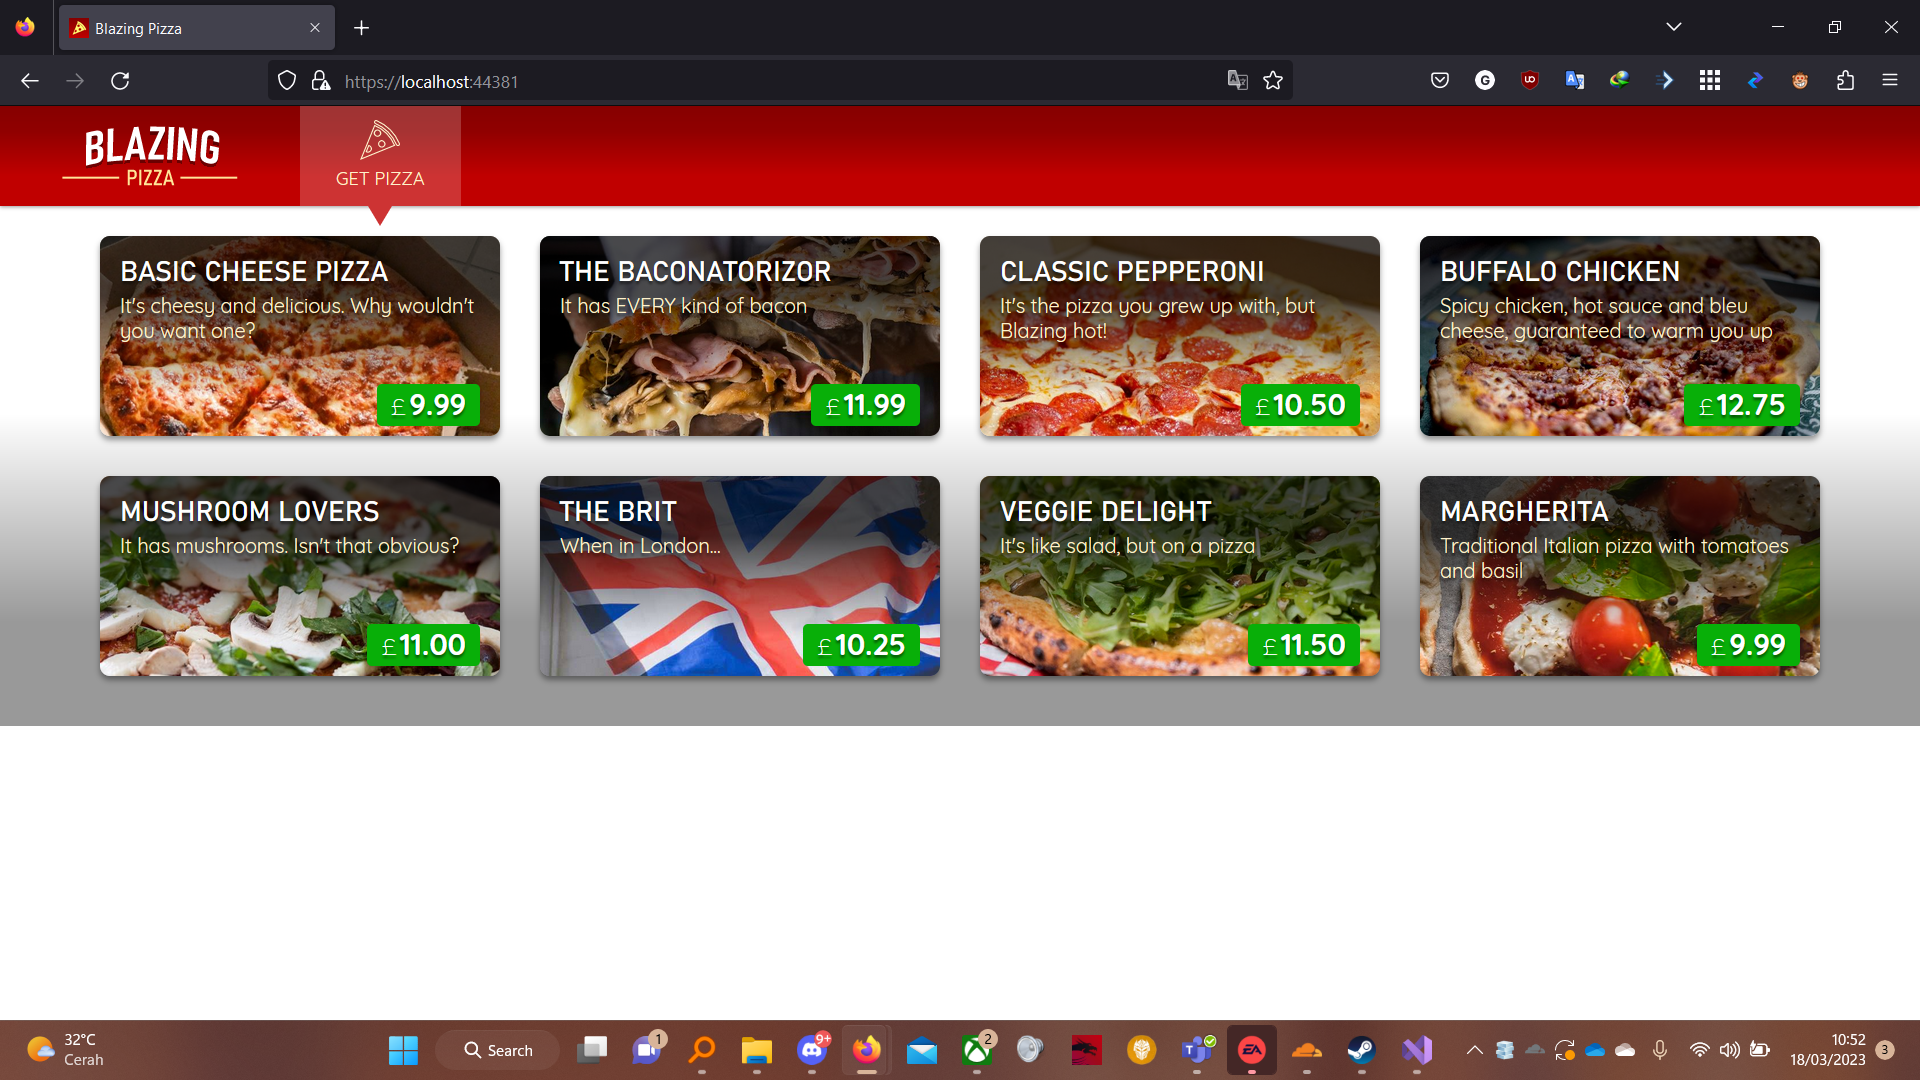 Blazing Pizza
https://localhost:44381
BLAZING
PIZZA
GET PIZZA
BASIC CHEESE PIZZA
It's cheesy and delicious. Why wouldn't
you want one?
£9.99
THE BACONATORIZOR
It has EVERY kind of bacon
£11.99
CLASSIC PEPPERONI
It's the pizza you grew up with, but
Blazing hot!
£10.50
BUFFALO CHICKEN
Spicy chicken, hot sauce and bleu
cheese, guaranteed to warm you up
£12.75
MUSHROOM LOVERS
It has mushrooms. Isn't that obvious?
£11.00
THE BRIT
When in London...
£10.25
VEGGIE DELIGHT
It's like salad, but on a pizza
£11.50
MARGHERITA
Traditional Italian pizza with tomatoes
and basil
£9.99
32°C
Cerah
Search
1
9+
2
EA
10:52
18/03/2023
3